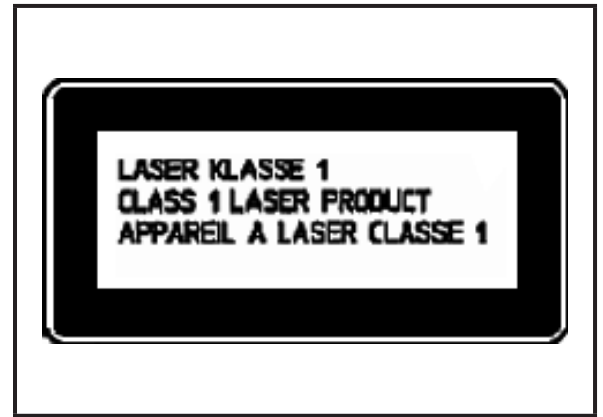 LASER KLASSE 1
CLASS 1 LASER PRODUCT
APPAREIL A LASER CLASSE 1